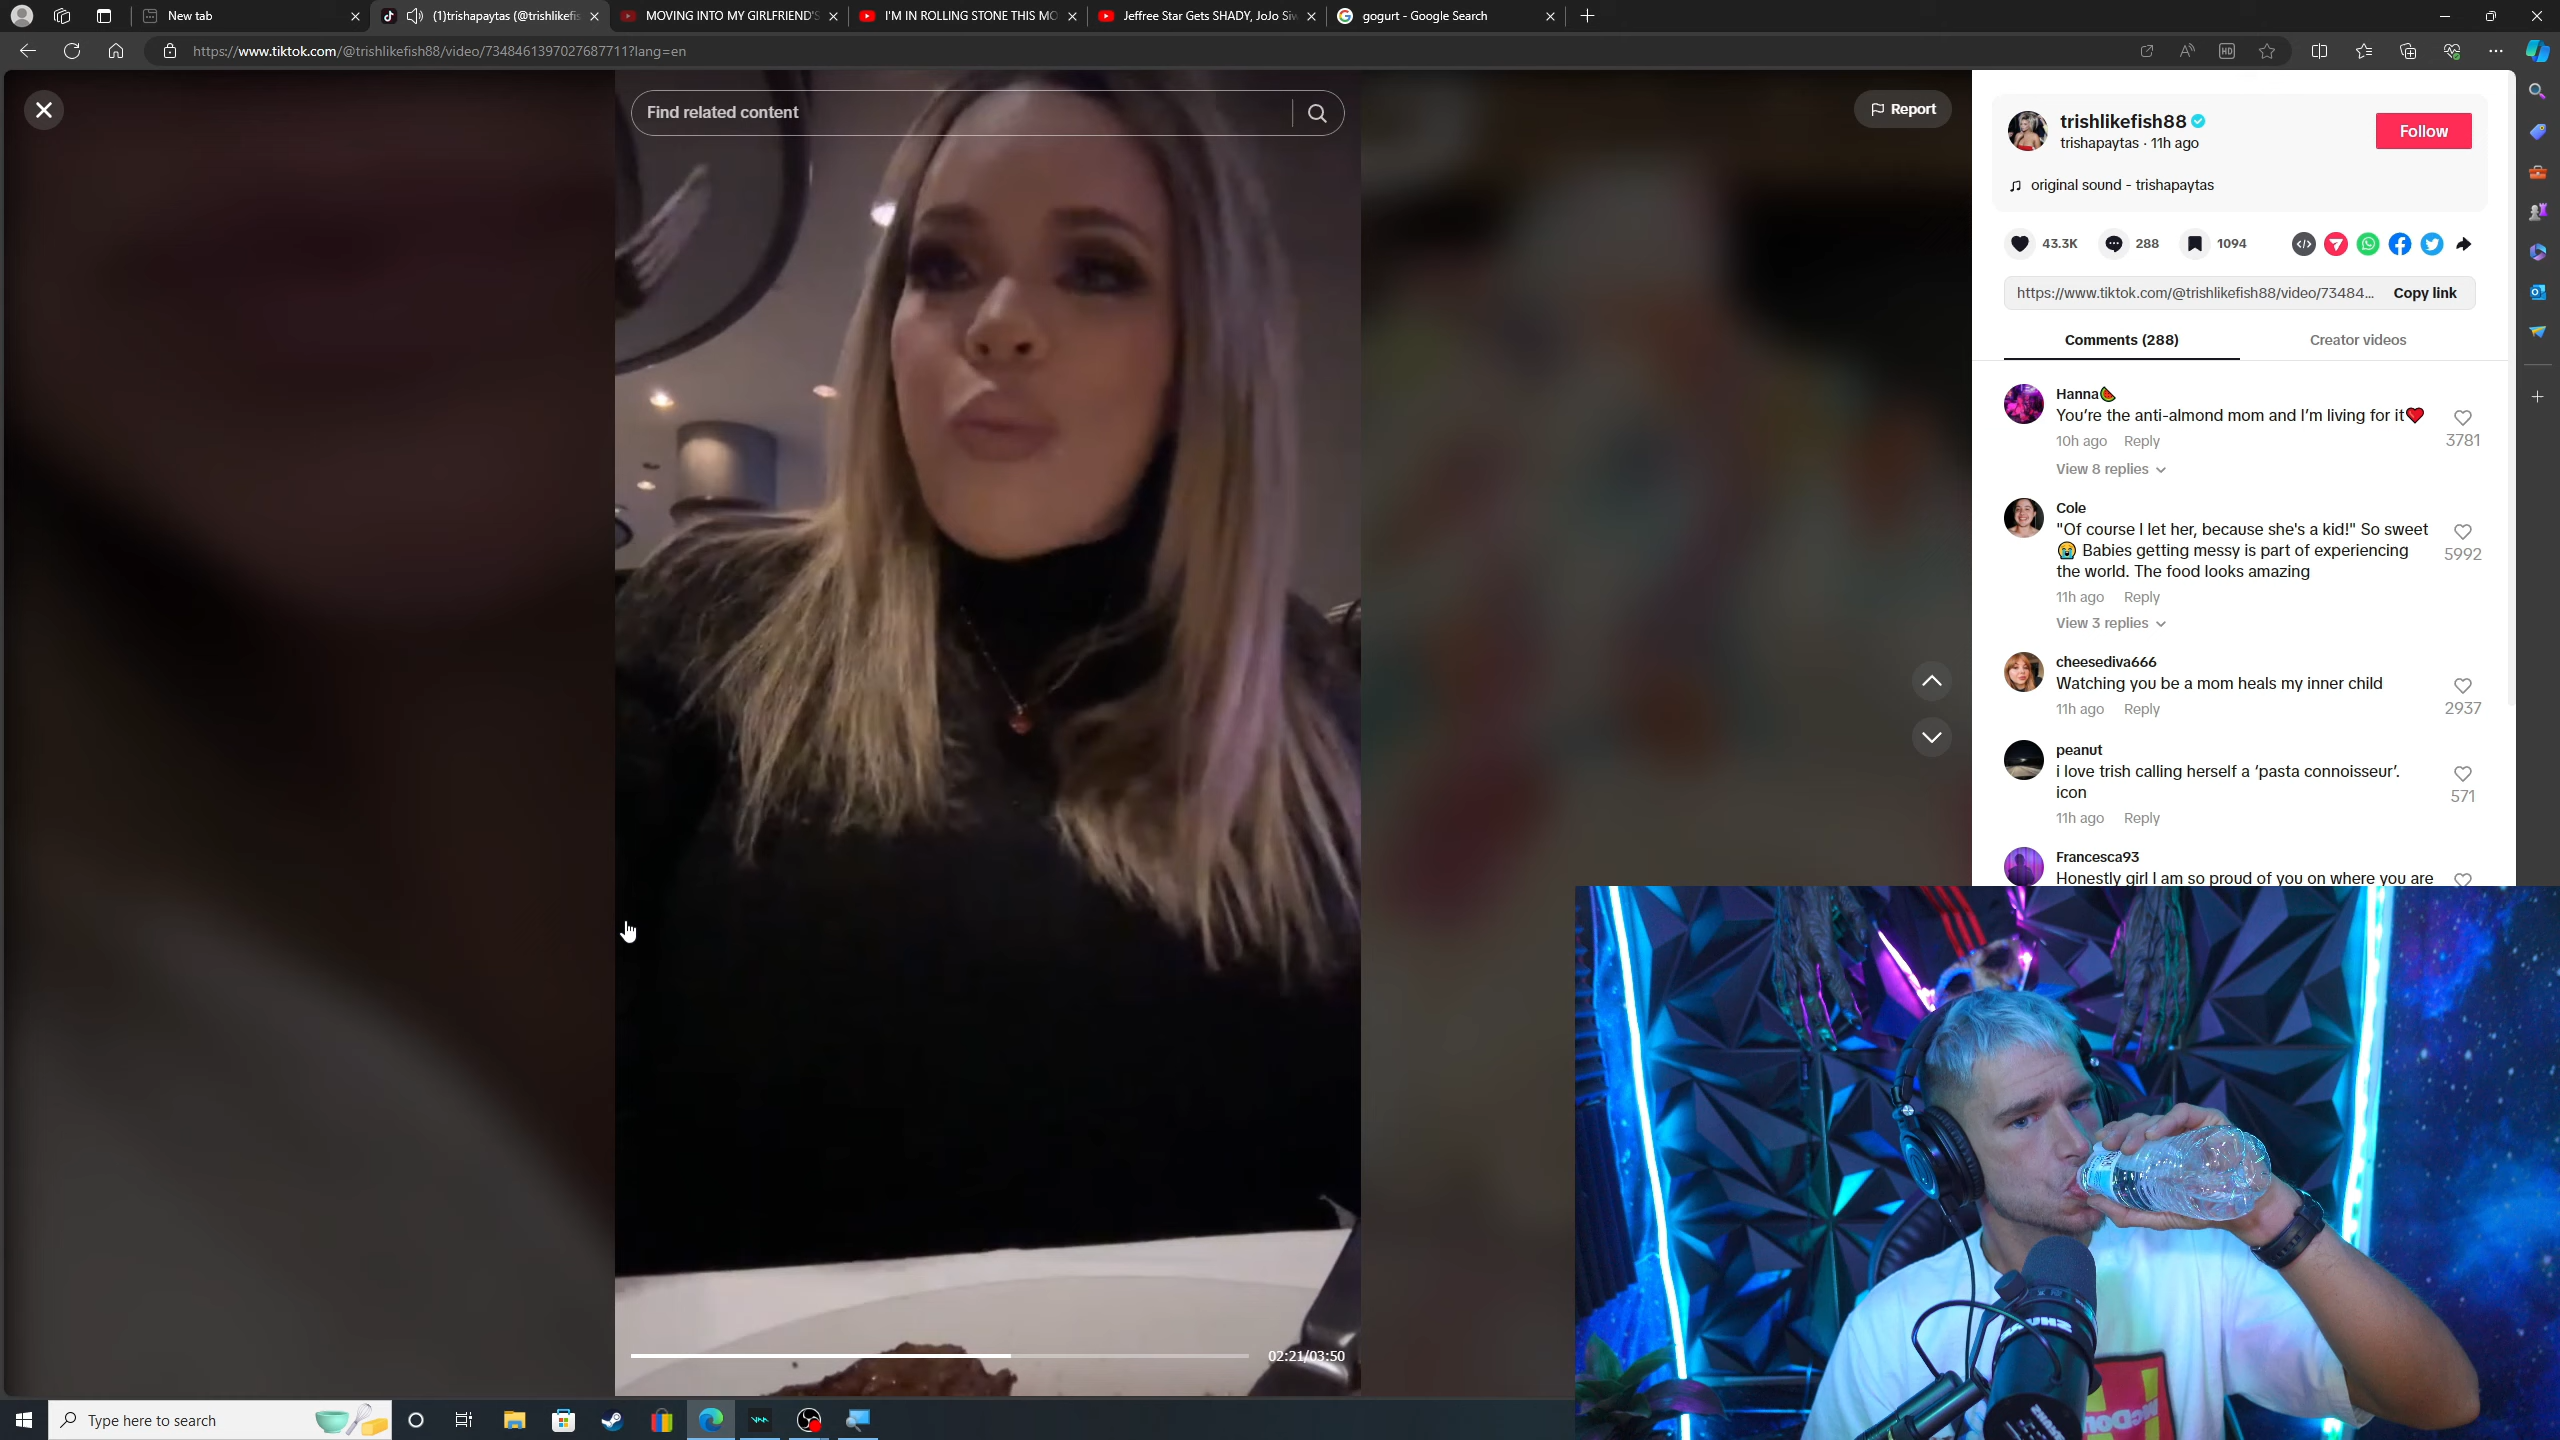 New tab
(1)trishapaytas (@trishlikefis
MOVING INTO MY GIRLFRIEND'S
I'M IN ROLLING STONE THIS MO
Jeffree Star Gets SHADY, JoJo Siw
gogurt - Google Search
https://www.tiktok.com/@trishlikefish88/video/7348461397027687711?lang=en
Find related content
Report
trishlikefish88
trishapaytas · 11h ago
Follow
original sound - trishapaytas
43.3K
288
1094
https://www.tiktok.com/@trishlikefish88/video/73484...
Copy link
Comments (288)
Creator videos
Hanna🍉
You're the anti-almond mom and I'm living for it❤️
3781
10h ago Reply
View 8 replies
Cole
"Of course I let her, because she's a kid!" So sweet
😭 Babies getting messy is part of experiencing
the world. The food looks amazing
5992
11h ago Reply
View 3 replies
cheesediva666
Watching you be a mom heals my inner child
2937
11h ago Reply
peanut
i love trish calling herself a 'pasta connoisseur'.
icon
571
11h ago Reply
Francesca93
Honestly girl I am so proud of you on where you are
02:21/03:50
SHURE
Type here to search